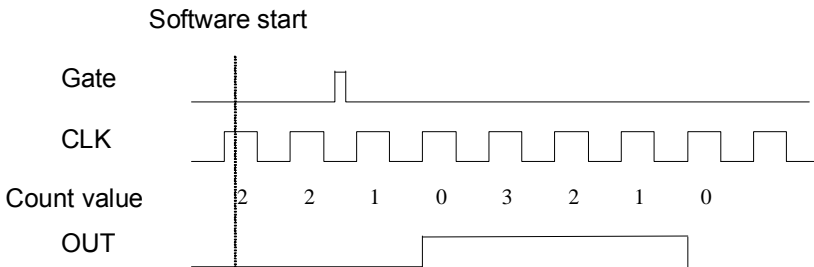 Software start
Gate
CLK
Count value 2 2 1 0 3 2 1 0
OUT